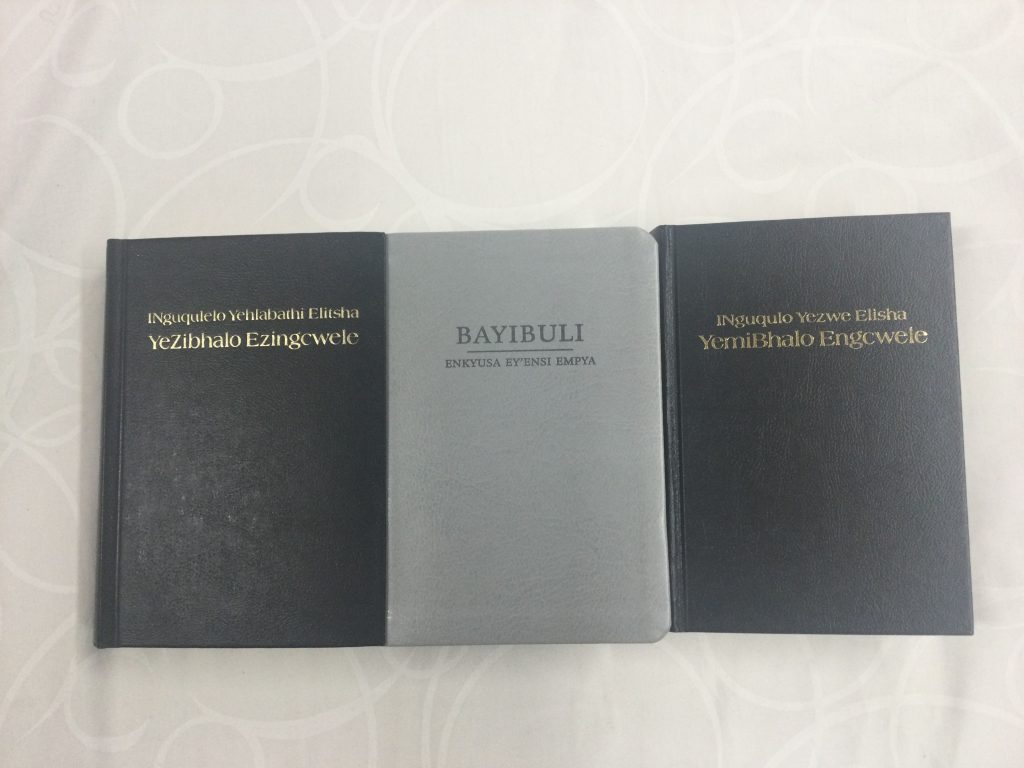 INguqulelo Yehlabathi Elitsha
YeZibhalo Ezingcwele
BAYIBULI
ENKYUSA EY'ENSI EMPYA
INguqulo Yezwe Elisha
YemiBhalo Engcwele